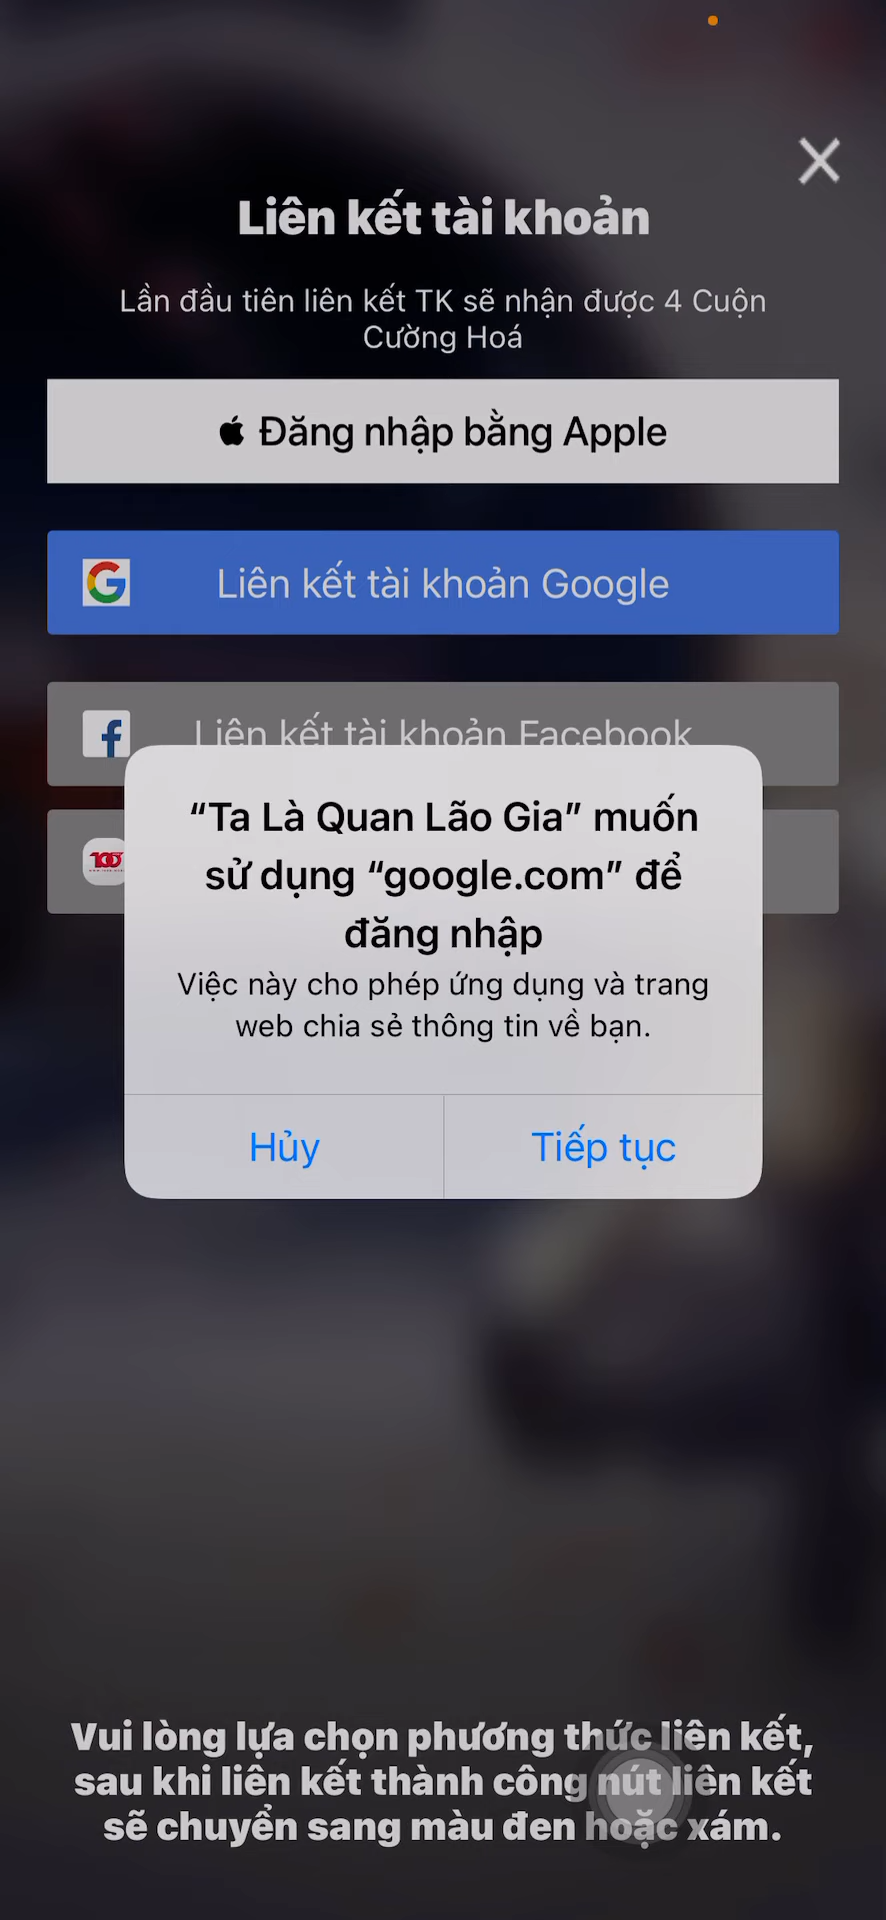 Liên kết tài khoản
Lần đầu tiên liên kết TK sẽ nhận được 4 Cuộn
Cường Hoá
Đăng nhập bằng Apple
Liên kết tài khoản Google
Liên kết tài khoản Facebook
100
“Ta Là Quan Lão Gia” muốn
sử dụng “google.com” để
đăng nhập
Việc này cho phép ứng dụng và trang
web chia sẻ thông tin về bạn.
Hủy
Tiếp tục
Vui lòng lựa chọn phương thức liên kết,
sau khi liên kết thành công nút liên kết
sẽ chuyển sang màu đen hoặc xám.